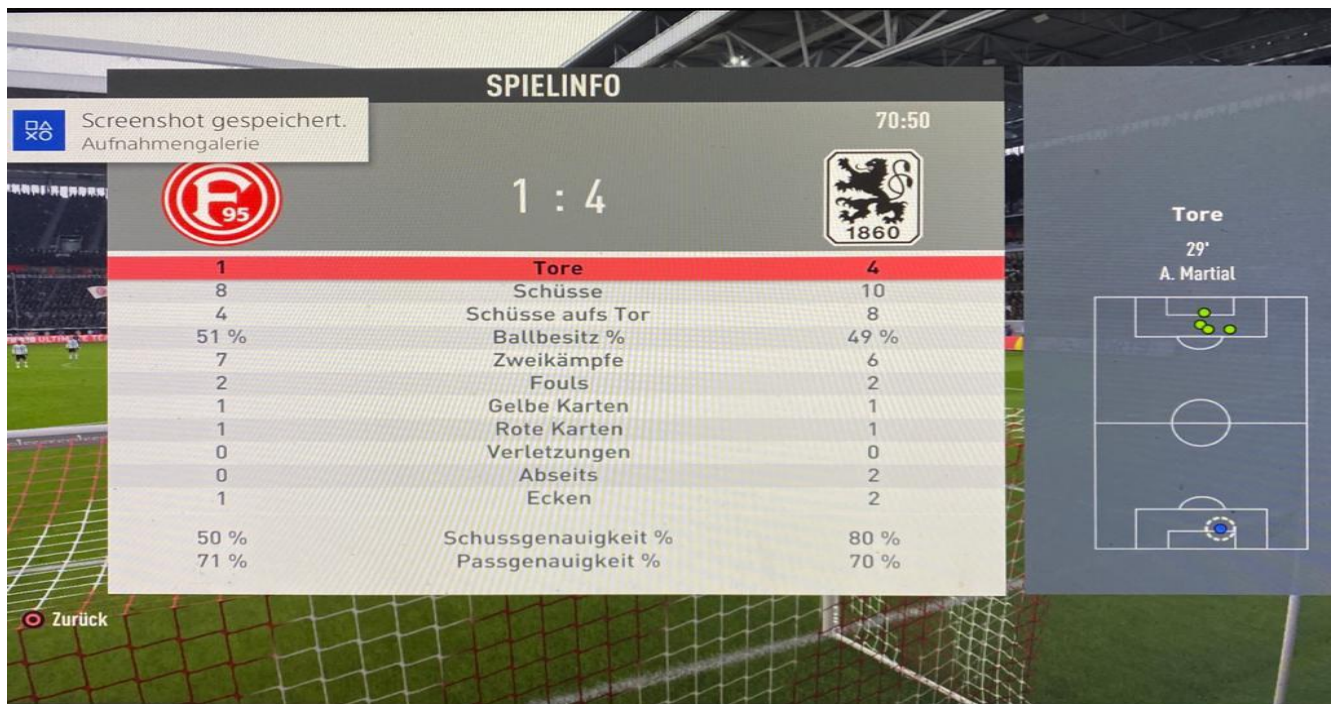 SPIELINFO
Screenshot gespeichert.
Aufnahmengalerie
70:50
F
95
1 : 4
1860
1 Tore 4
8 Schüsse 10
4 Schüsse aufs Tor 8
51 % Ballbesitz % 49 %
7 Zweikämpfe 6
2 Fouls 2
1 Gelbe Karten 1
1 Rote Karten 1
0 Verletzungen 0
0 Abseits 2
1 Ecken 2
50 % Schussgenauigkeit % 80 %
71 % Passgenauigkeit % 70 %
Tore
29'
A. Martial
Zurück